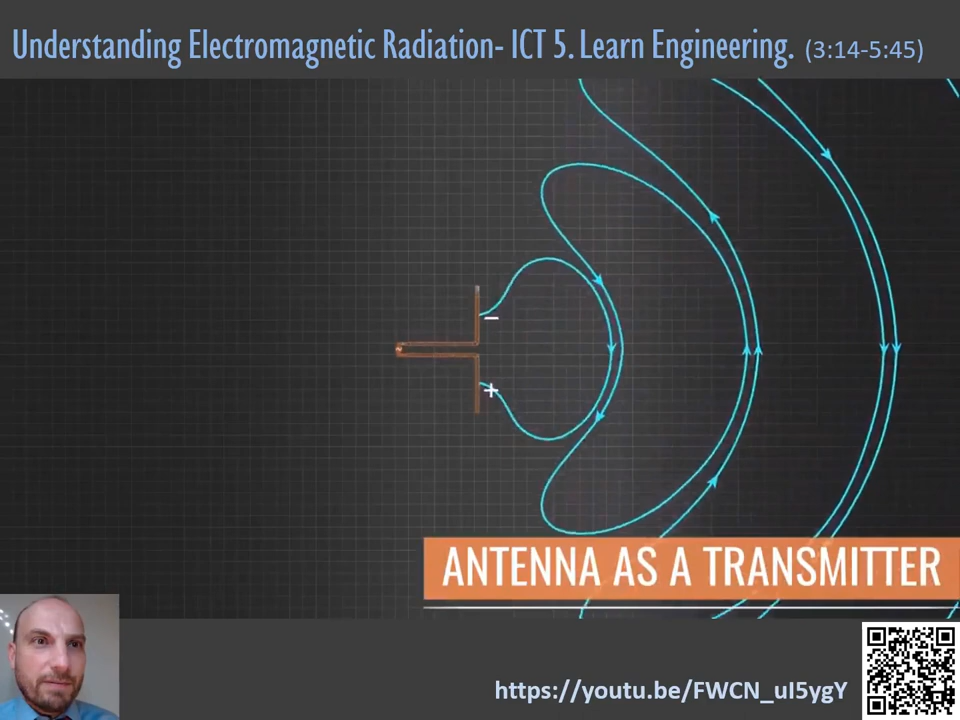 Understanding Electromagnetic Radiation- ICT 5. Learn Engineering. (3:14-5:45)
−
+
ANTENNA AS A TRANSMITTER
https://youtu.be/FWCN_uI5ygY